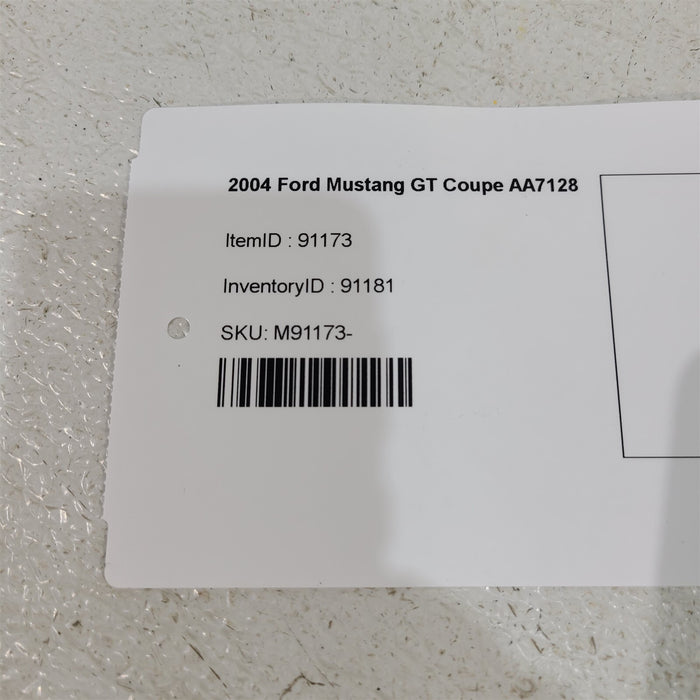 2004 Ford Mustang GT Coupe AA7128
ItemID : 91173
InventoryID : 91181
SKU: M91173-